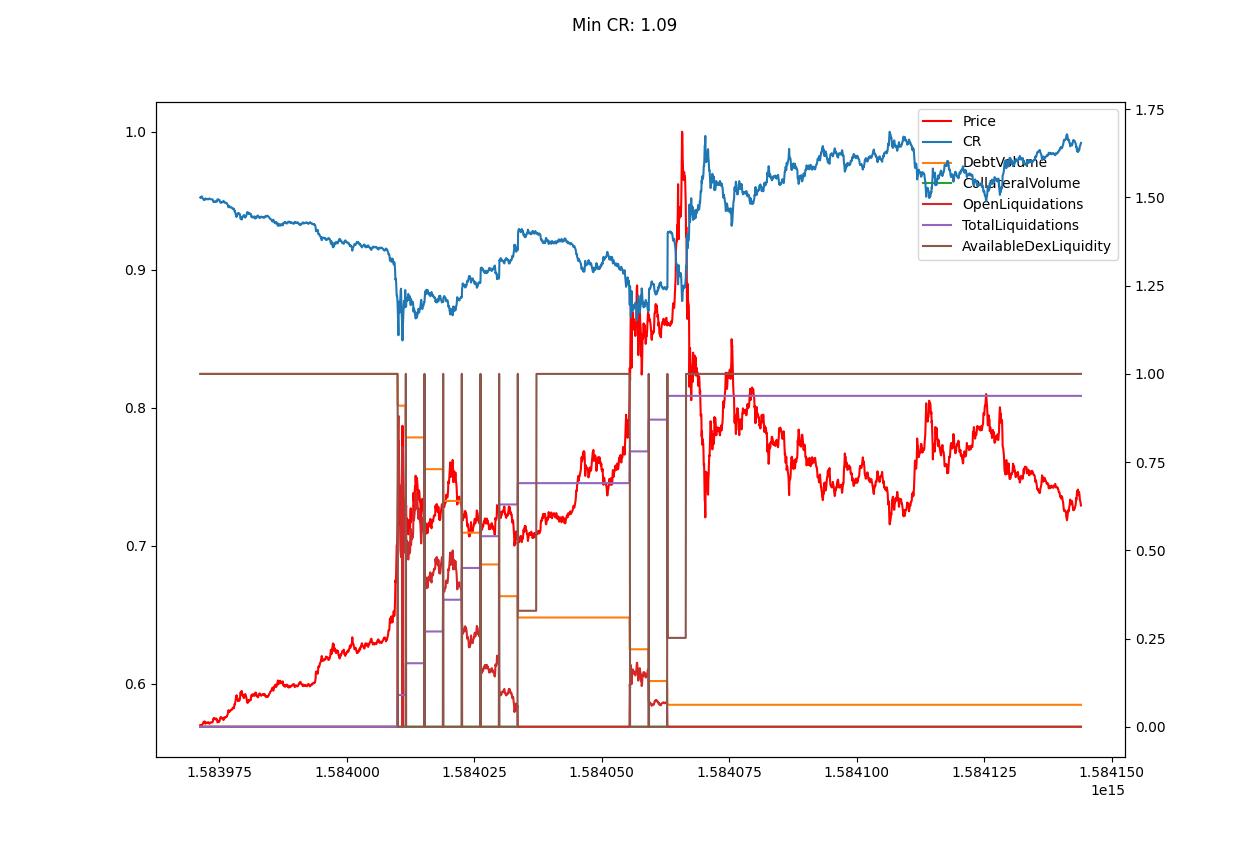 Min CR: 1.09
1.0
0.9
0.8
0.7
0.6
1.75
1.50
1.25
1.00
0.75
0.50
0.25
0.00
Price
CR
DebtVolume
CollateralVolume
OpenLiquidations
TotalLiquidations
AvailableDexLiquidity
1.583975
1.584000
1.584025
1.584050
1.584075
1.584100
1.584125
1.584150
1e15